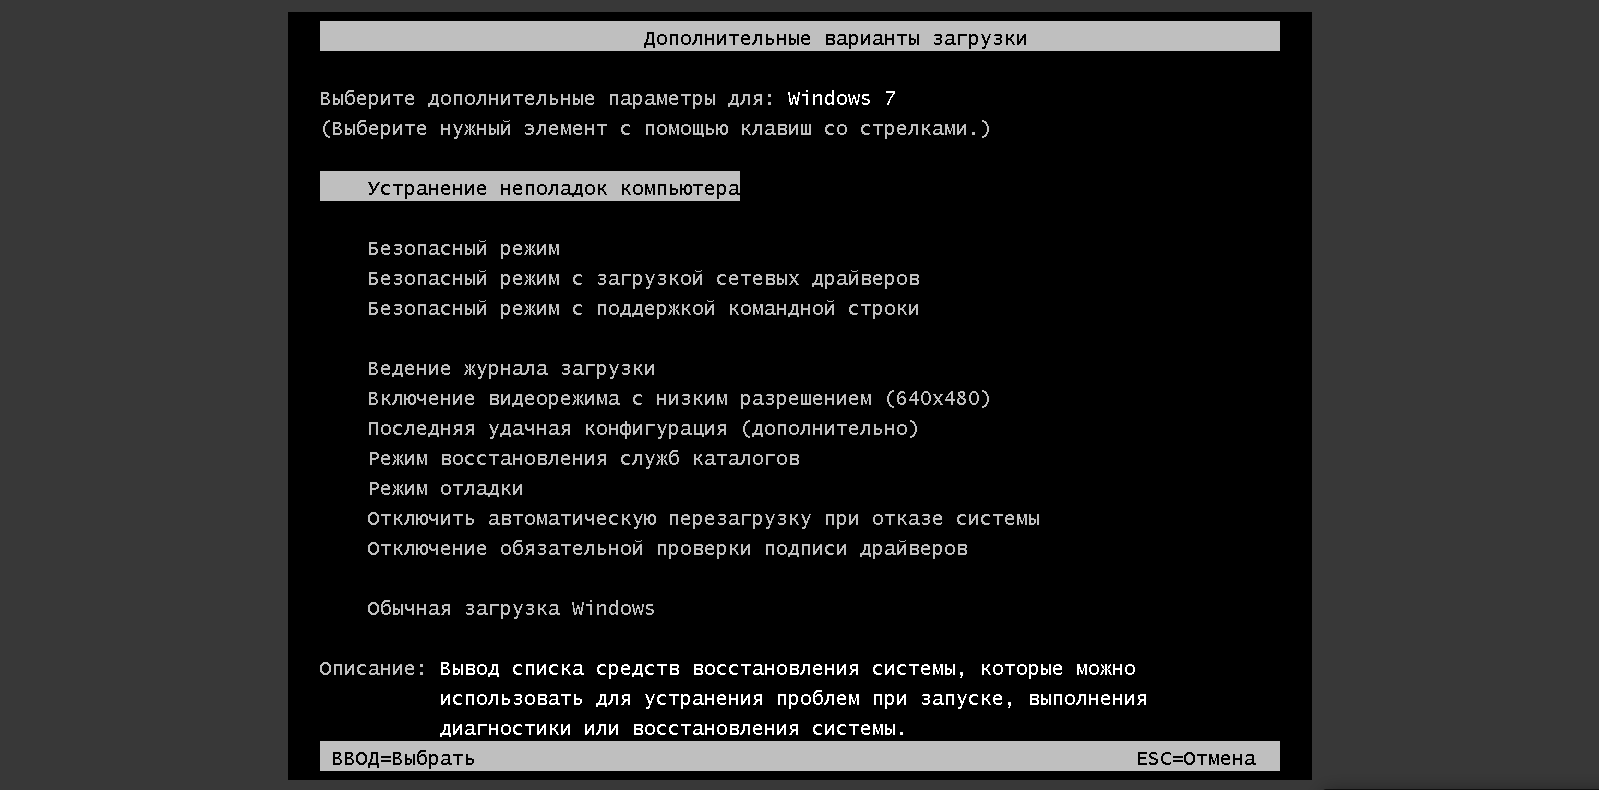 Дополнительные варианты загрузки
Выберите дополнительные параметры для: Windows 7
(Выберите нужный элемент с помощью клавиш со стрелками.)
Устранение неполадок компьютера
Безопасный режим
Безопасный режим с загрузкой сетевых драйверов
Безопасный режим с поддержкой командной строки
Ведение журнала загрузки
Включение видеорежима с низким разрешением (640x480)
Последняя удачная конфигурация (дополнительно)
Режим восстановления служб каталогов
Режим отладки
Отключить автоматическую перезагрузку при отказе системы
Отключение обязательной проверки подписи драйверов
Обычная загрузка Windows
Описание: Вывод списка средств восстановления системы, которые можно
использовать для устранения проблем при запуске, выполнения
диагностики или восстановления системы.
ВВОД=Выбрать ESC=Отмена